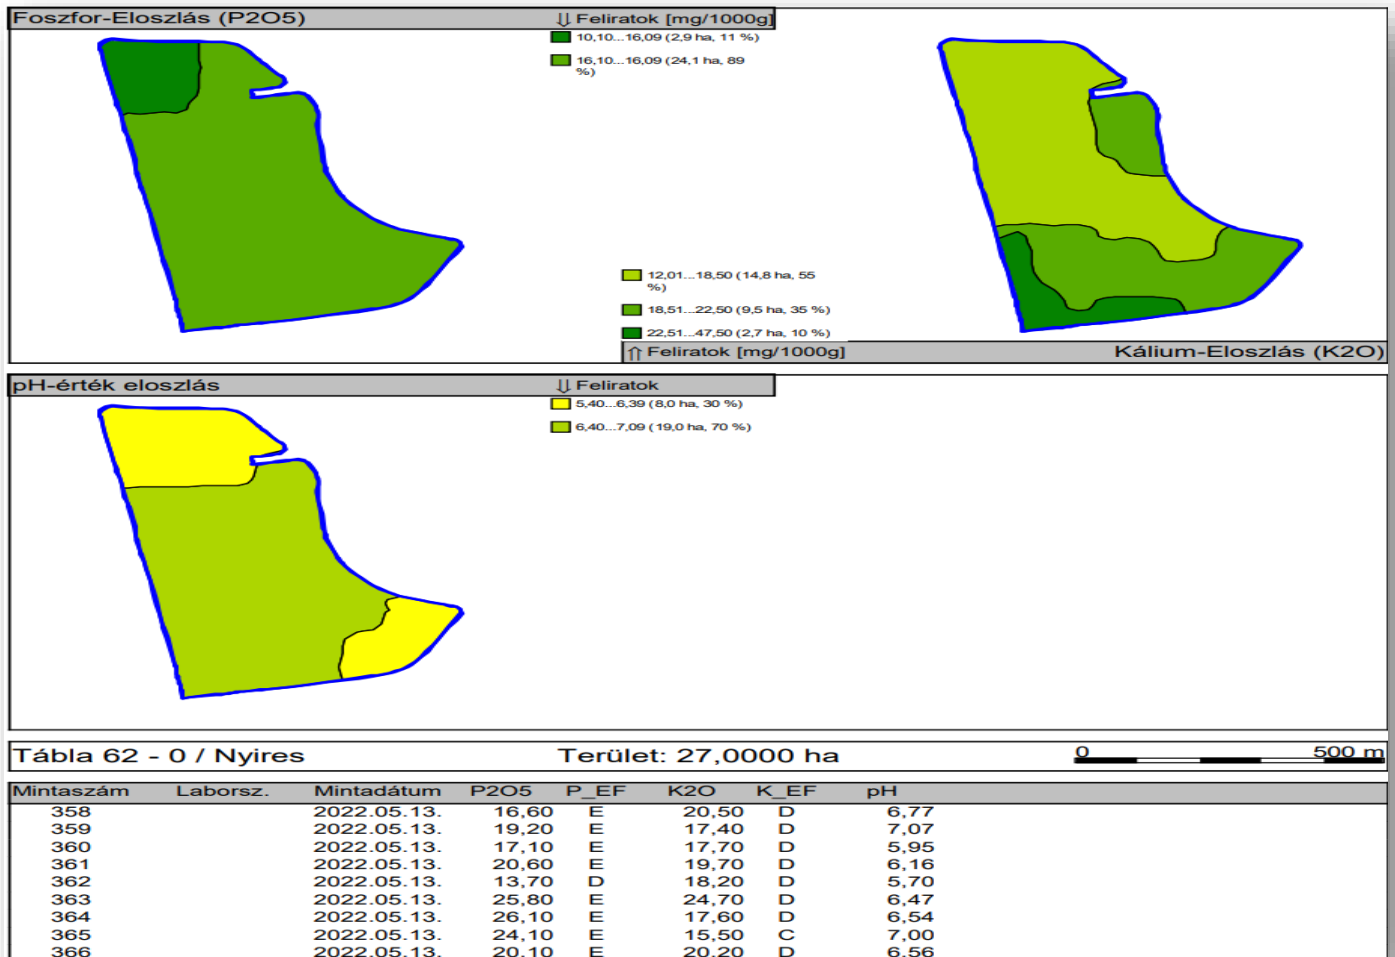 Foszfor-Eloszlás (P2O5) ⇓ Feliratok [mg/1000g]
10,10...16,09 (2,9 ha, 11 %)
16,10...16,09 (24,1 ha, 89
%)
12,01...18,50 (14,8 ha, 55
%)
18,51...22,50 (9,5 ha, 35 %)
22,51...47,50 (2,7 ha, 10 %)
⇑ Feliratok [mg/1000g] Kálium-Eloszlás (K2O)
pH-érték eloszlás ⇓ Feliratok
5,40...6,39 (8,0 ha, 30 %)
6,40...7,09 (19,0 ha, 70 %)
Tábla 62 - 0 / Nyires Terület: 27,0000 ha 0 500 m
Mintaszám Laborsz. Mintadátum P2O5 P_EF K2O K_EF pH
358 2022.05.13. 16,60 E 20,50 D 6,77
359 2022.05.13. 19,20 E 17,40 D 7,07
360 2022.05.13. 17,10 E 17,70 D 5,95
361 2022.05.13. 20,60 E 19,70 D 6,16
362 2022.05.13. 13,70 D 18,20 D 5,70
363 2022.05.13. 25,80 E 24,70 D 6,47
364 2022.05.13. 26,10 E 17,60 D 6,54
365 2022.05.13. 24,10 E 15,50 C 7,00
366 2022.05.13. 20,10 E 20,20 D 6,56